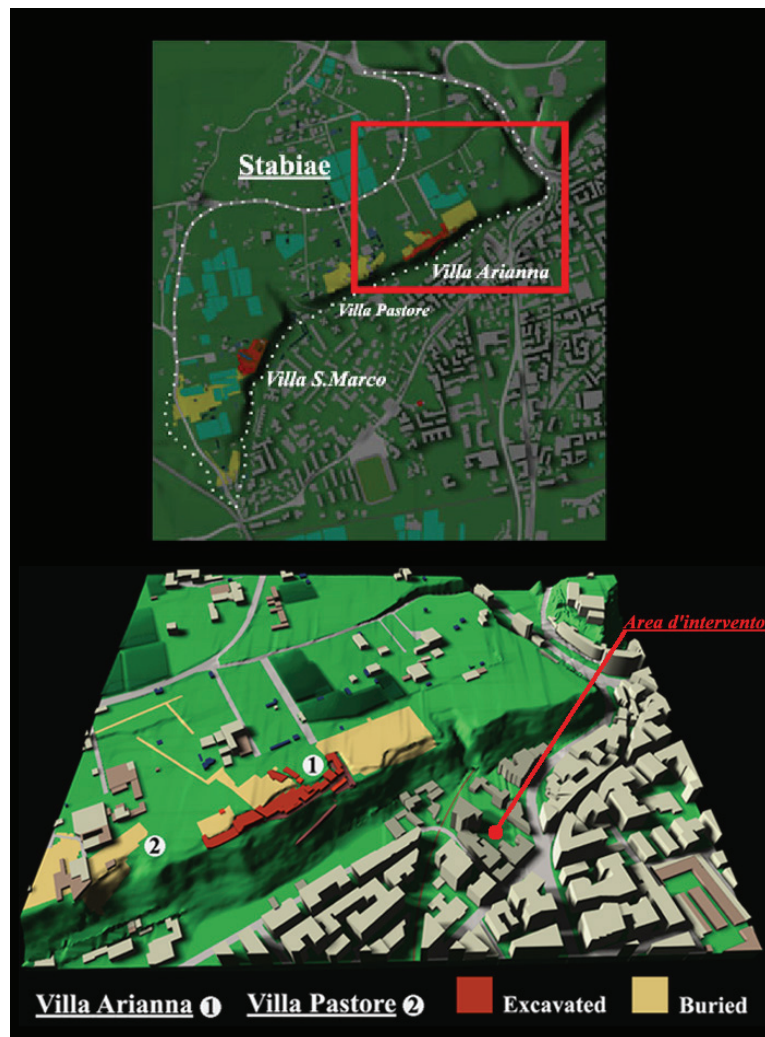 Stabiae
Villa Arianna
Villa Pastore
Villa S.Marco
Area d'intervento
1
2
Villa Arianna 1 Villa Pastore 2 Excavated Buried